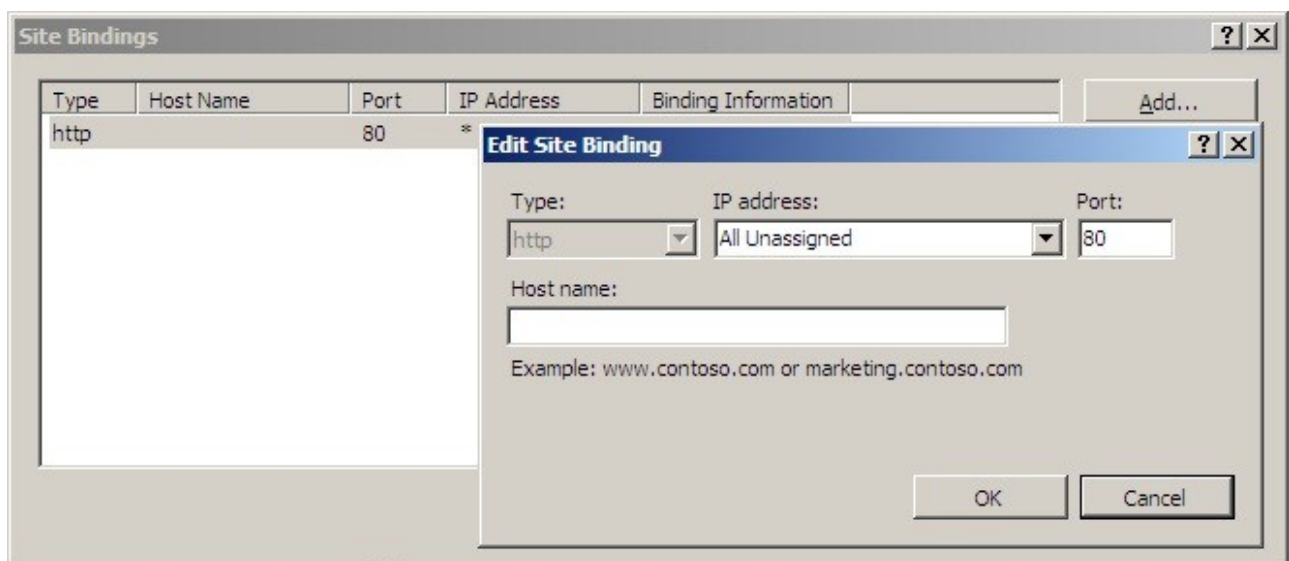 Site Bindings
Type Host Name Port IP Address Binding Information Add...
http 80 *
Edit Site Binding
Type: IP address: Port:
http All Unassigned 80
Host name:
Example: www.contoso.com or marketing.contoso.com
OK Cancel